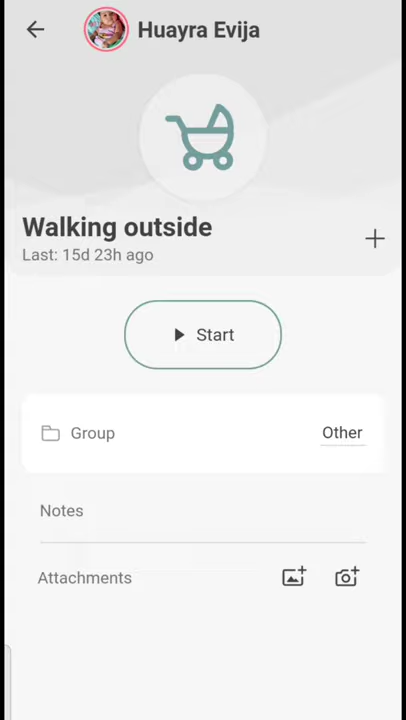 Huayra Evija
Walking outside
Last: 15d 23h ago
Start
Group
Other
Notes
Attachments